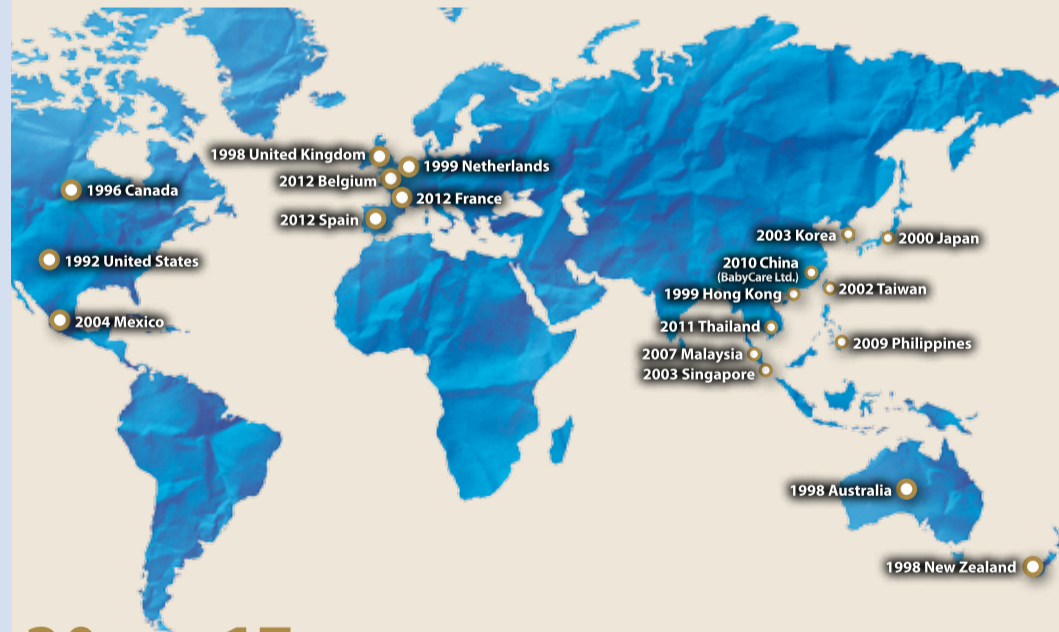 1998 United Kingdom
1999 Netherlands
2012 Belgium
1996 Canada
2012 France
2012 Spain
2003 Korea
2000 Japan
1992 United States
2010 China
(BabyCare Ltd.)
2002 Taiwan
1999 Hong Kong
2004 Mexico
2011 Thailand
2009 Philippines
2007 Malaysia
2003 Singapore
1998 Australia
1998 New Zealand